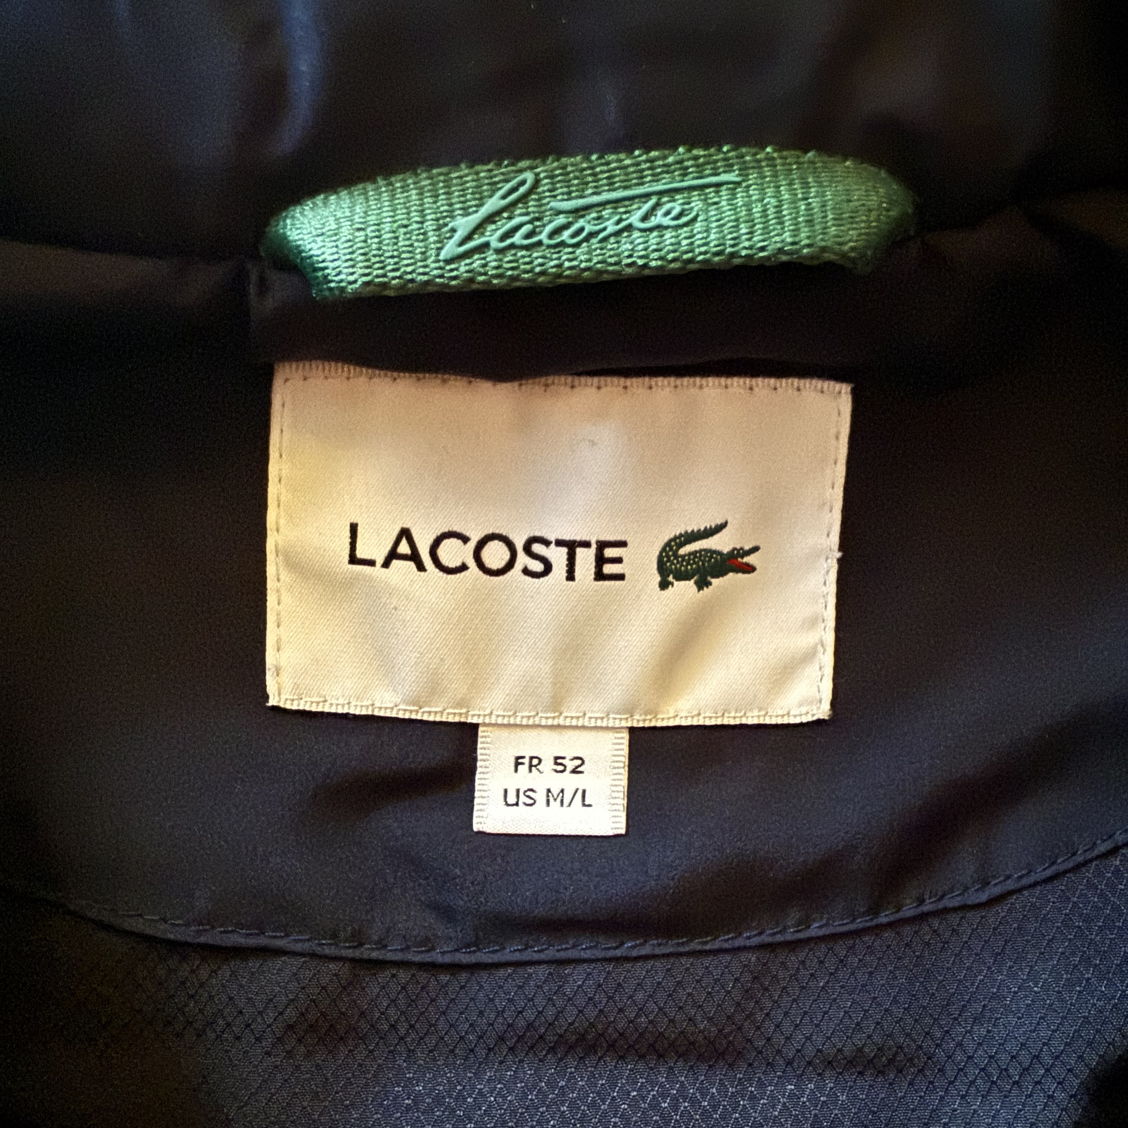 Lacoste
LACOSTE
FR 52
US M/L